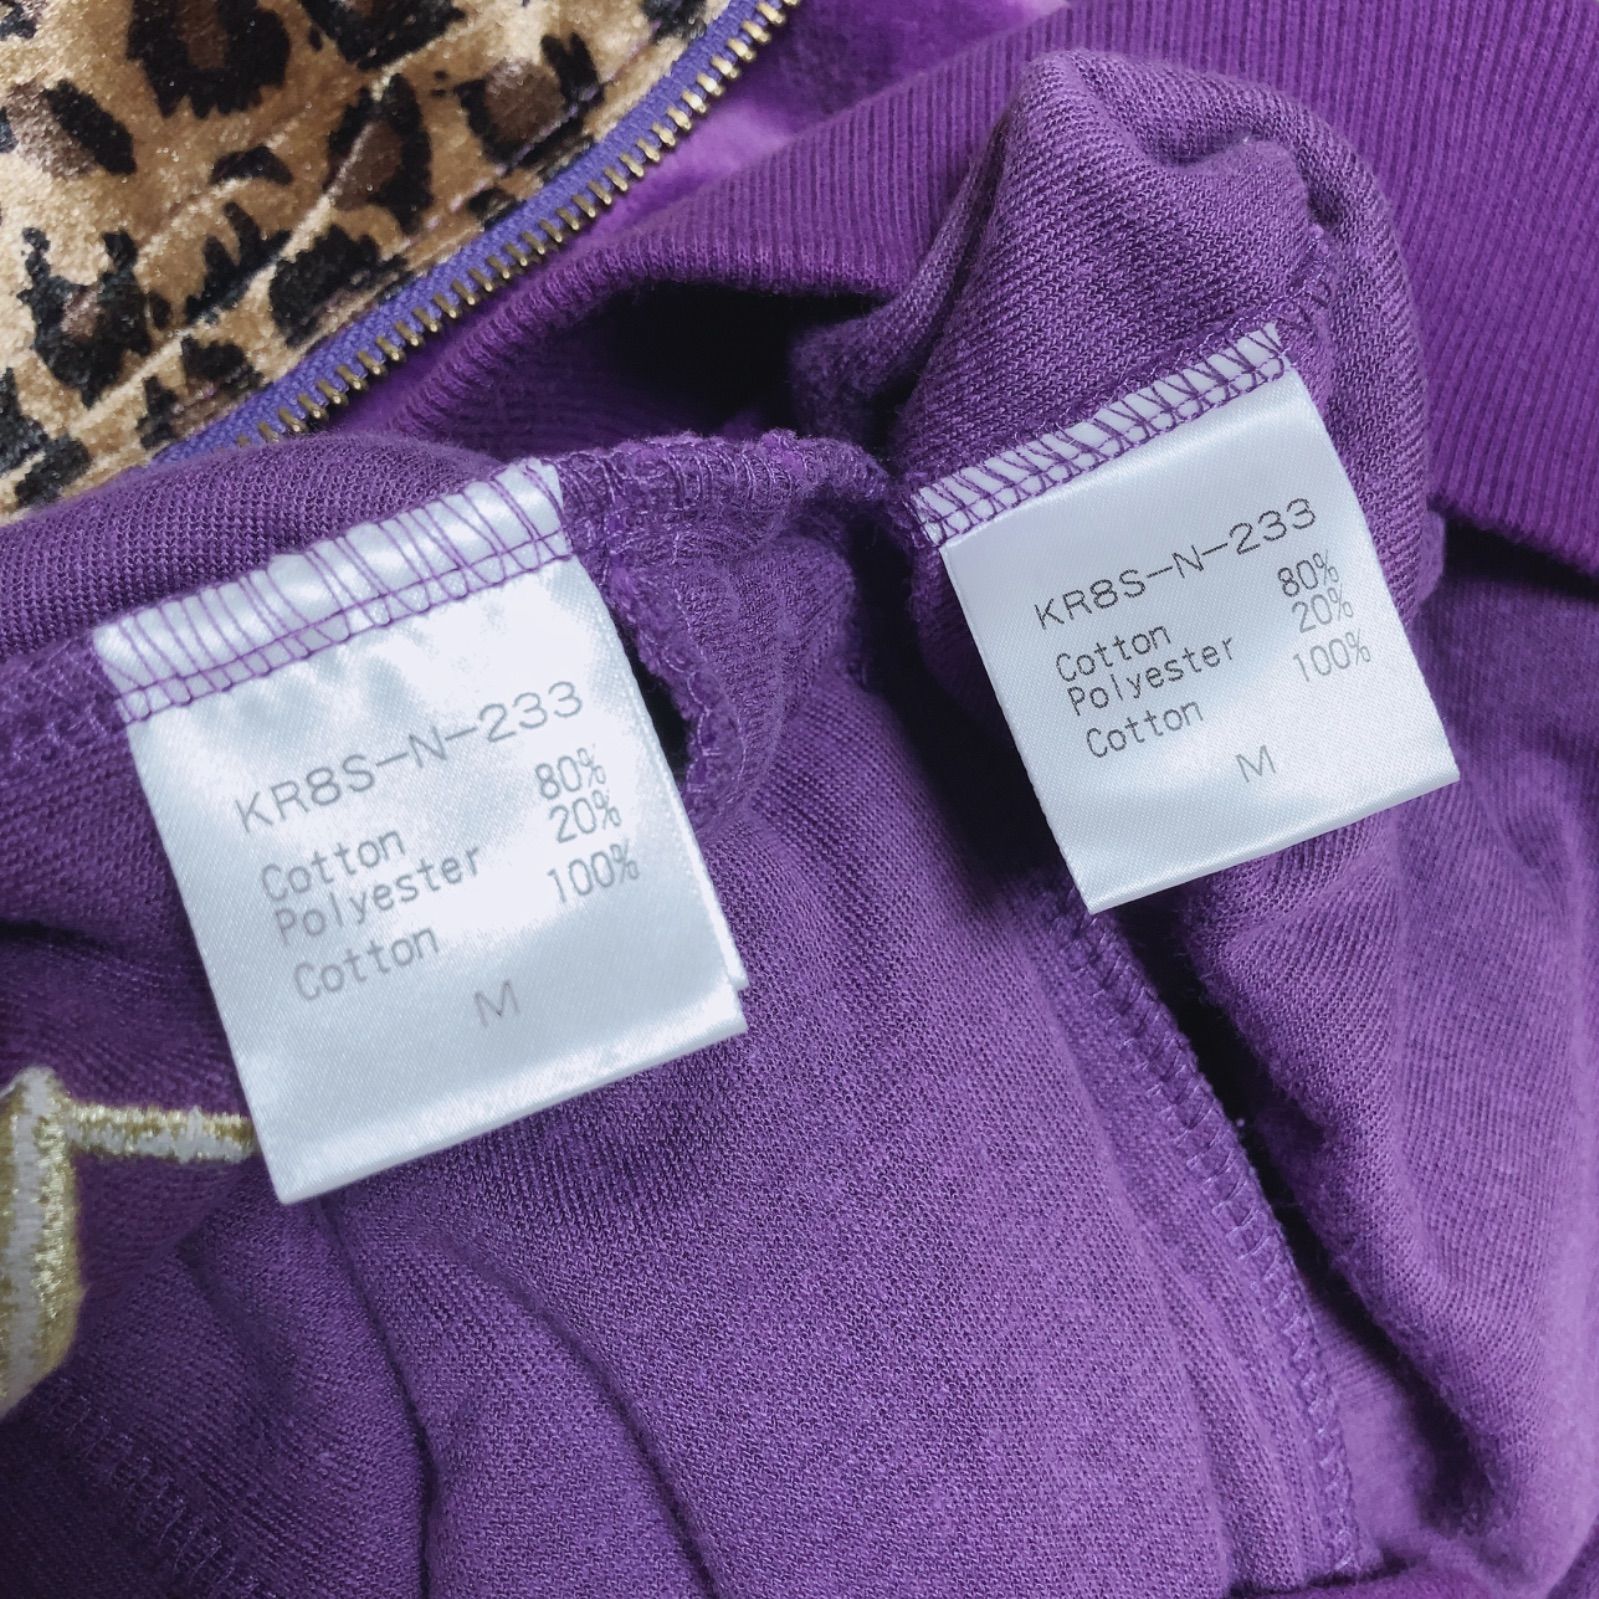 KR8S-N-233
Cotton 80%
Polyester 20%
Cotton 100%
M
KR8S-N-233
Cotton 80%
Polyester 20%
Cotton 100%
M